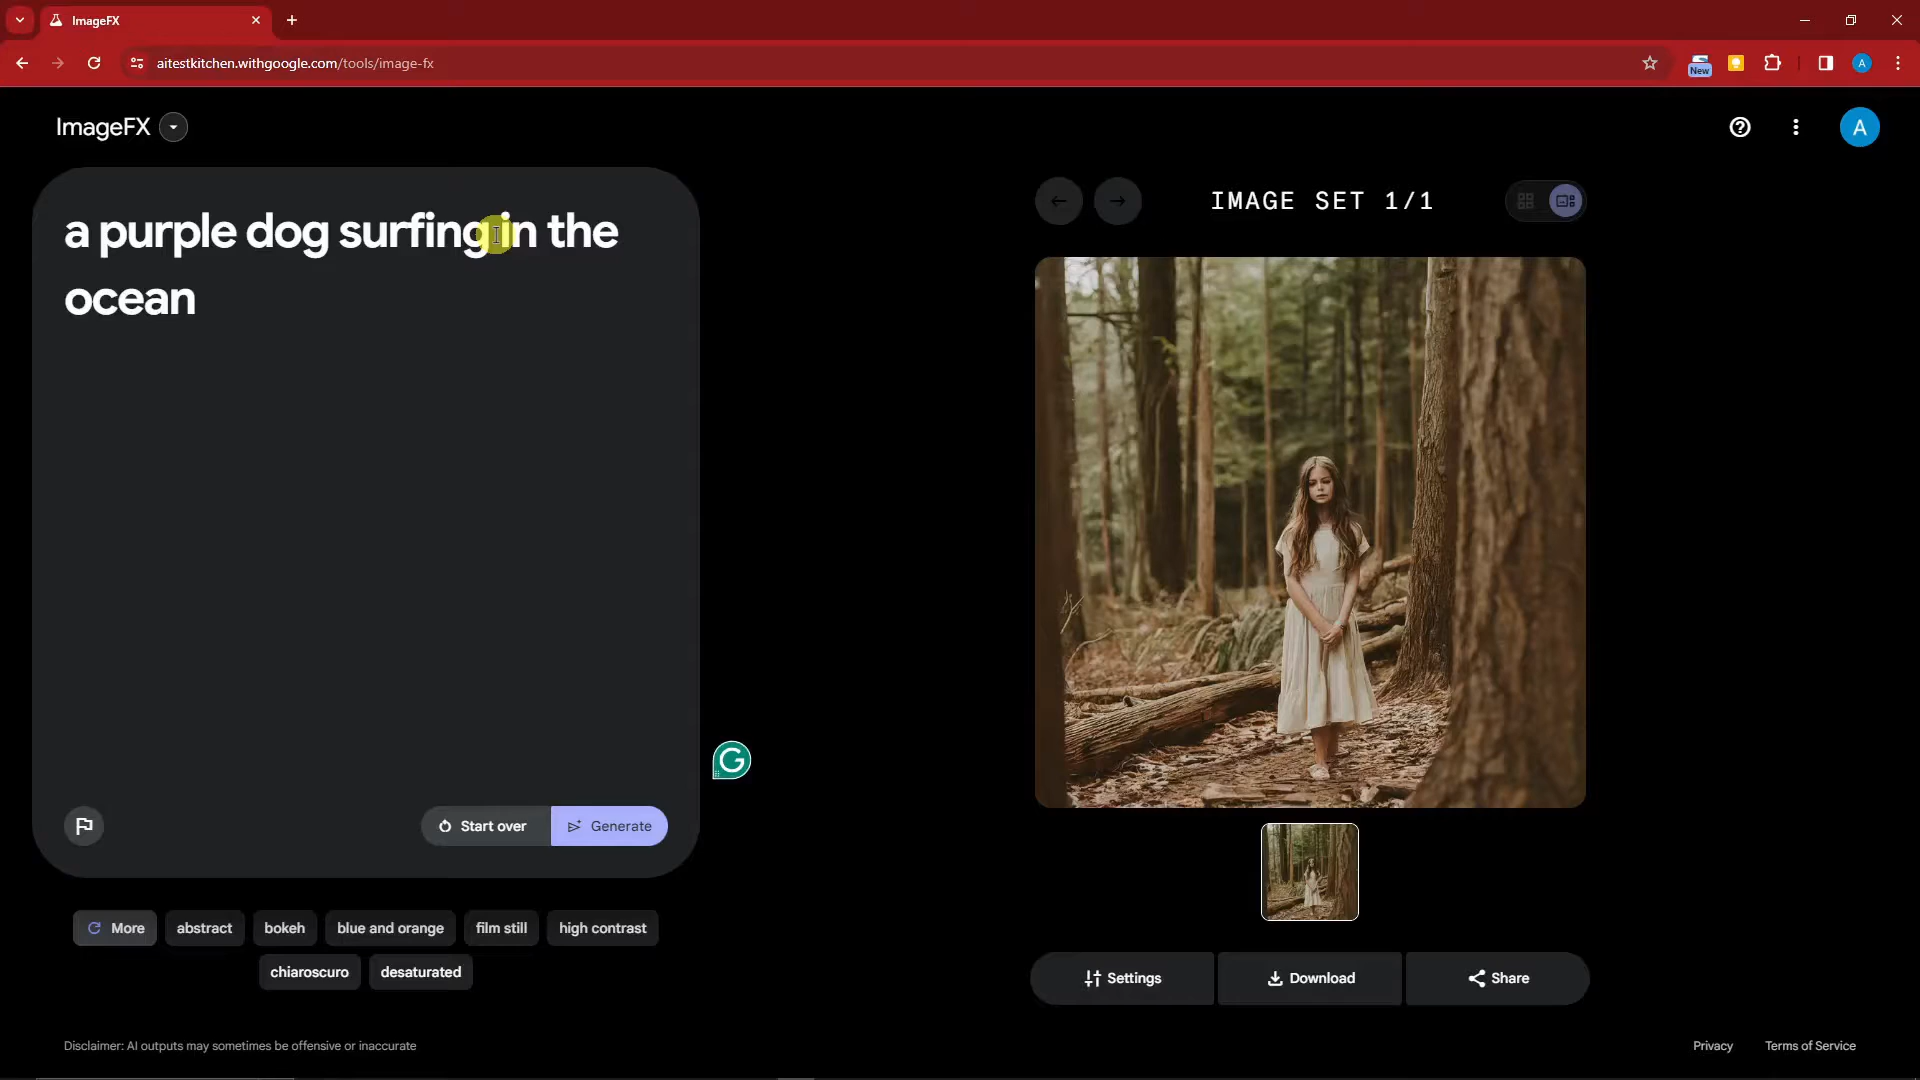 ImageFX
aitestkitchen.withgoogle.com/tools/image-fx
New
A
ImageFX
A
a purple dog surfing in the
ocean
IMAGE SET 1/1
G
Start over
Generate
More
abstract
bokeh
blue and orange
film still
high contrast
chiaroscuro
desaturated
Settings
Download
Share
Disclaimer: AI outputs may sometimes be offensive or inaccurate
Privacy
Terms of Service